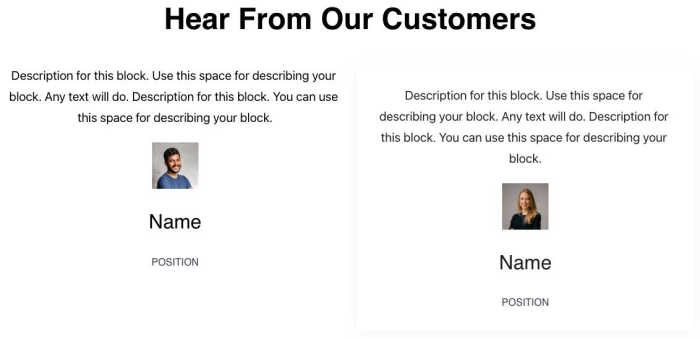 Hear From Our Customers
Description for this block. Use this space for describing your
block. Any text will do. Description for this block. You can use
this space for describing your block.
Name
POSITION
Description for this block. Use this space for
describing your block. Any text will do. Description for
this block. You can use this space for describing your
block.
Name
POSITION